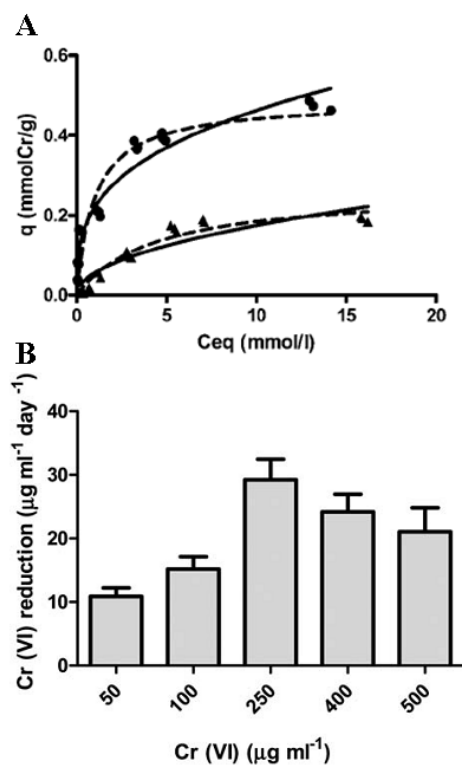 A
q (mmolCr/g)
0.6
0.4
0.2
0.0
0 5 10 15 20
Ceq (mmol/l)
B
Cr (VI) reduction (µg ml⁻¹ day ⁻¹)
40
30
20
10
0
50 100 250 400 500
Cr (VI) (µg ml⁻¹)